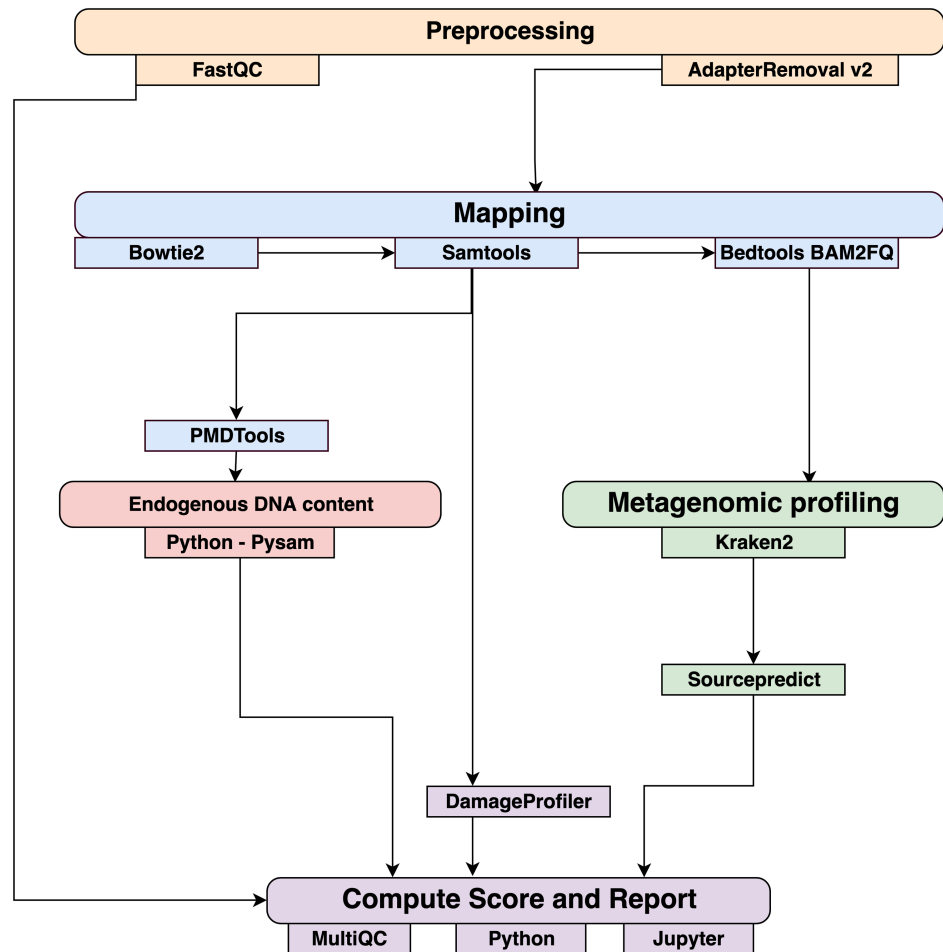 Preprocessing
FastQC
AdapterRemoval v2
Mapping
Bowtie2
Samtools
Bedtools BAM2FQ
PMDTools
Endogenous DNA content
Python - Pysam
Metagenomic profiling
Kraken2
Sourcepredict
DamageProfiler
Compute Score and Report
MultiQC
Python
Jupyter